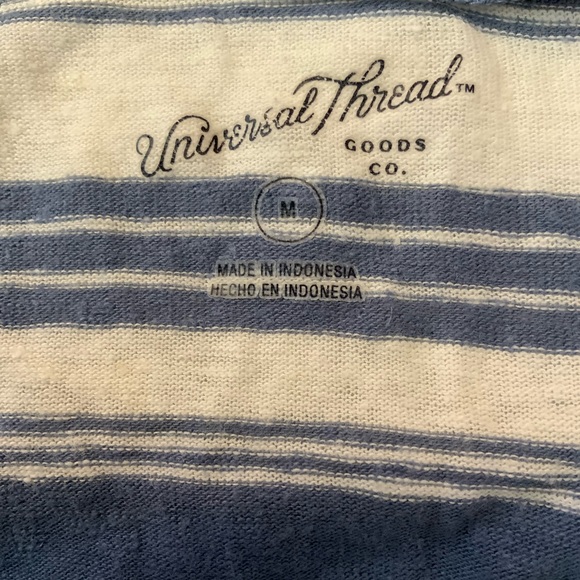 Universal Thread™
GOODS
CO.
M
MADE IN INDONESIA
HECHO EN INDONESIA